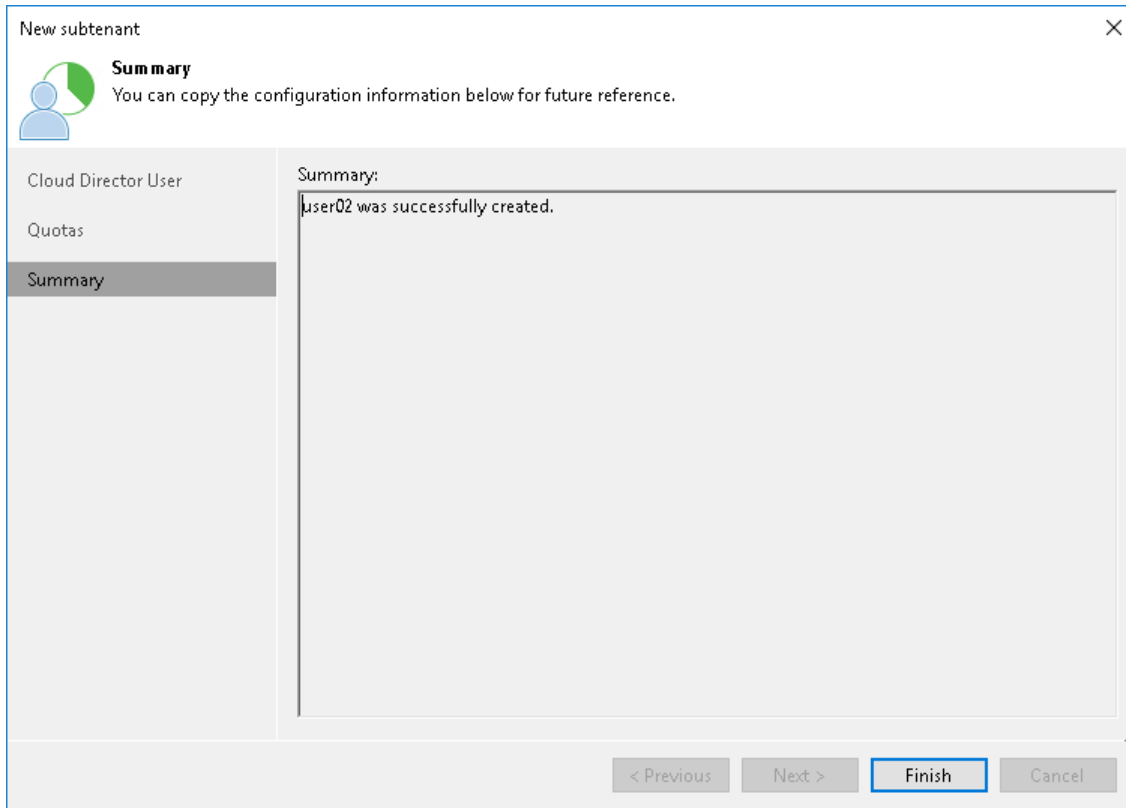 New subtenant
Summary
You can copy the configuration information below for future reference.
Cloud Director User
Quotas
Summary
Summary:
user02 was successfully created.
< Previous
Next >
Finish
Cancel